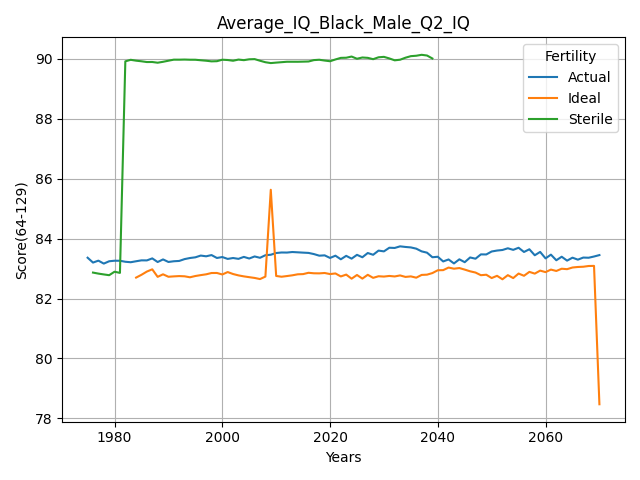 Average_IQ_Black_Male_Q2_IQ
Fertility
Actual
Ideal
Sterile
Score(64-129)
90
88
86
84
82
80
78
1980
2000
2020
2040
2060
Years